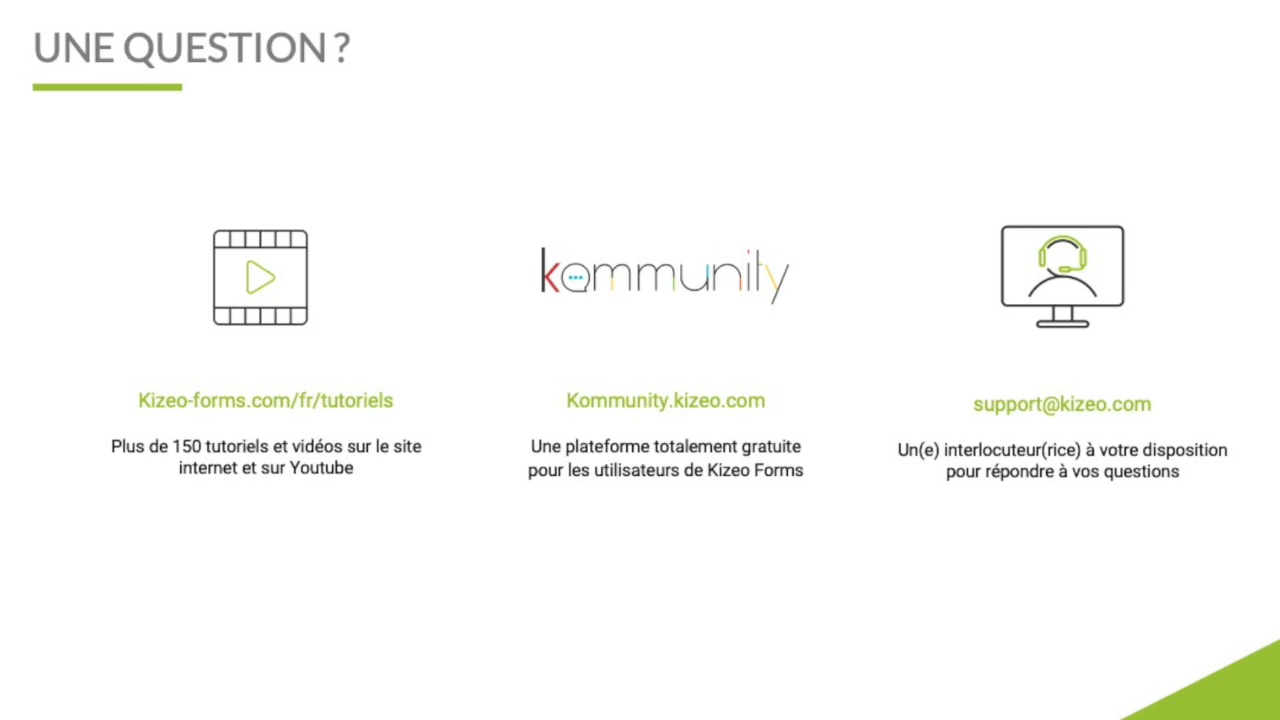 UNE QUESTION ?
kommunity
Kizeo-forms.com/fr/tutoriels
Plus de 150 tutoriels et vidéos sur le site
internet et sur Youtube
Kommunity.kizeo.com
Une plateforme totalement gratuite
pour les utilisateurs de Kizeo Forms
support@kizeo.com
Un(e) interlocuteur(rice) à votre disposition
pour répondre à vos questions